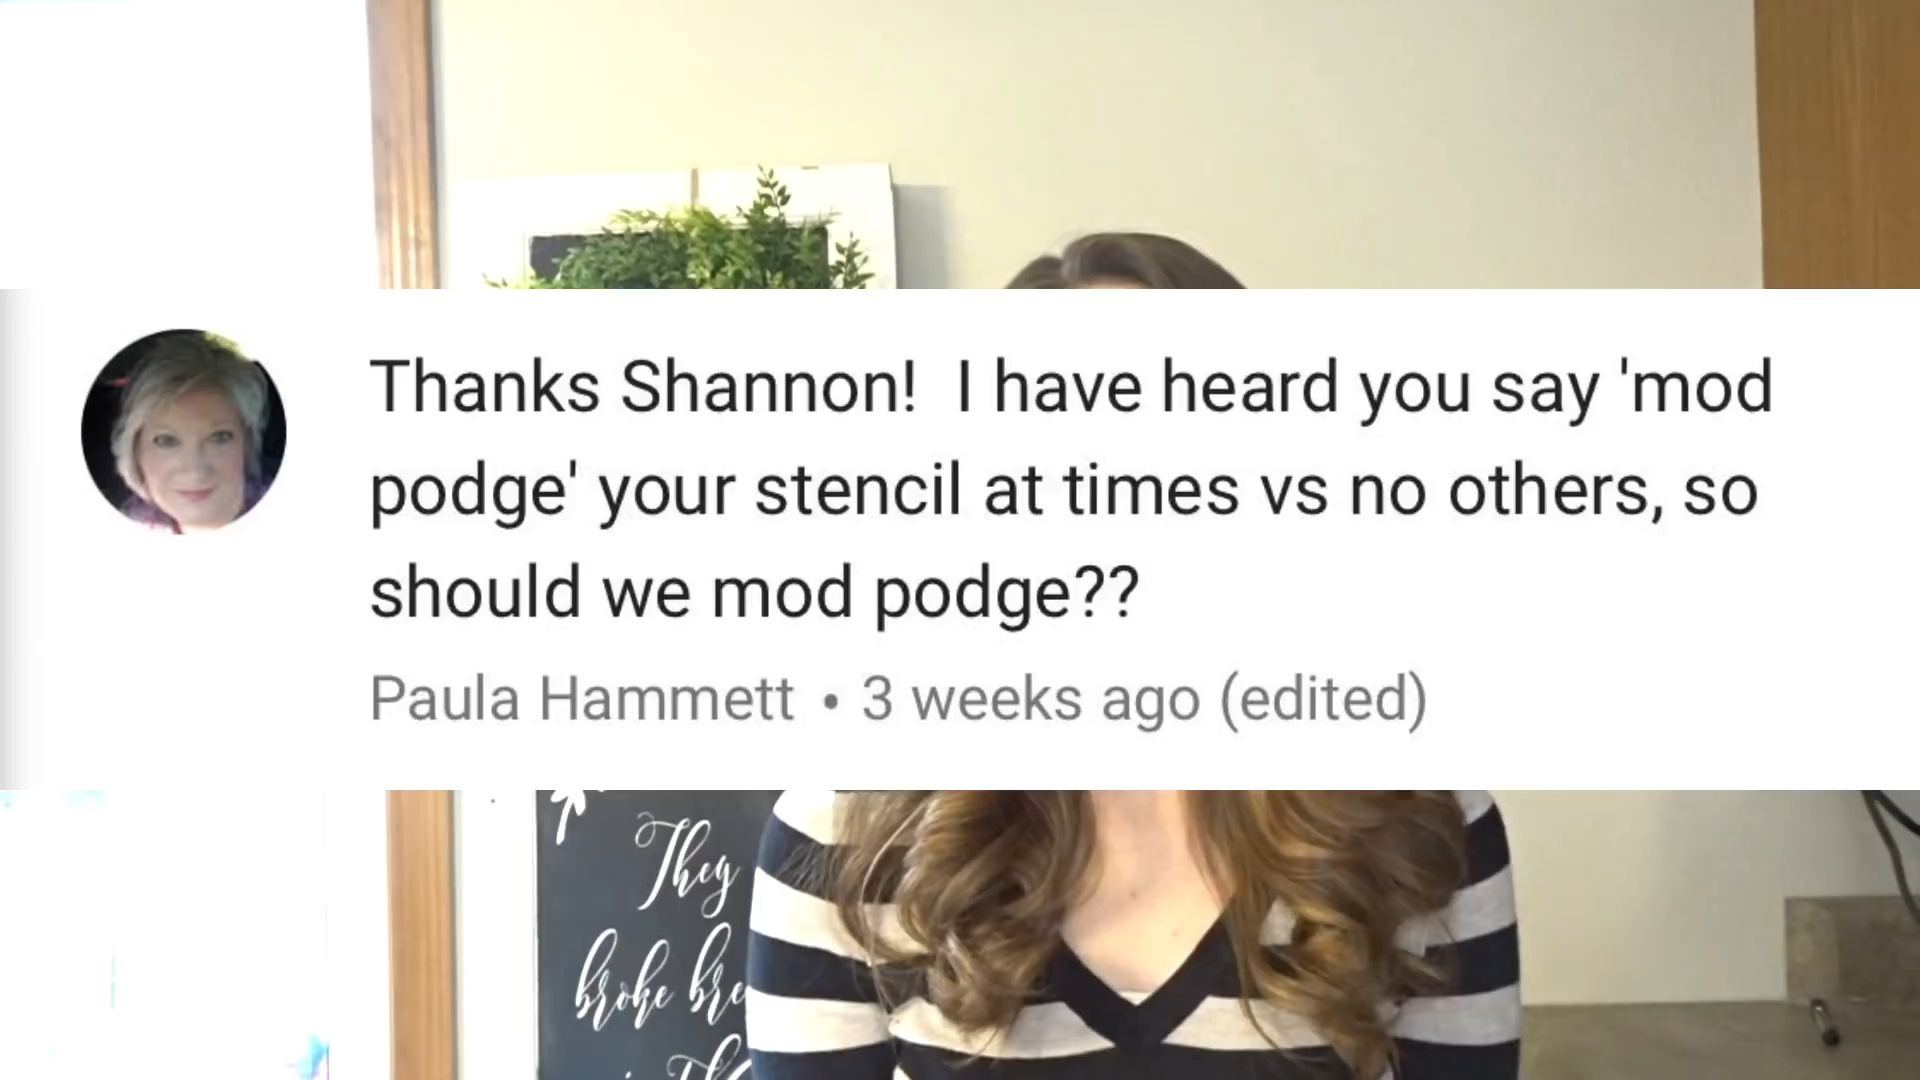 Thanks Shannon!  I have heard you say 'mod
podge' your stencil at times vs no others, so
should we mod podge??
Paula Hammett • 3 weeks ago (edited)
They
broke